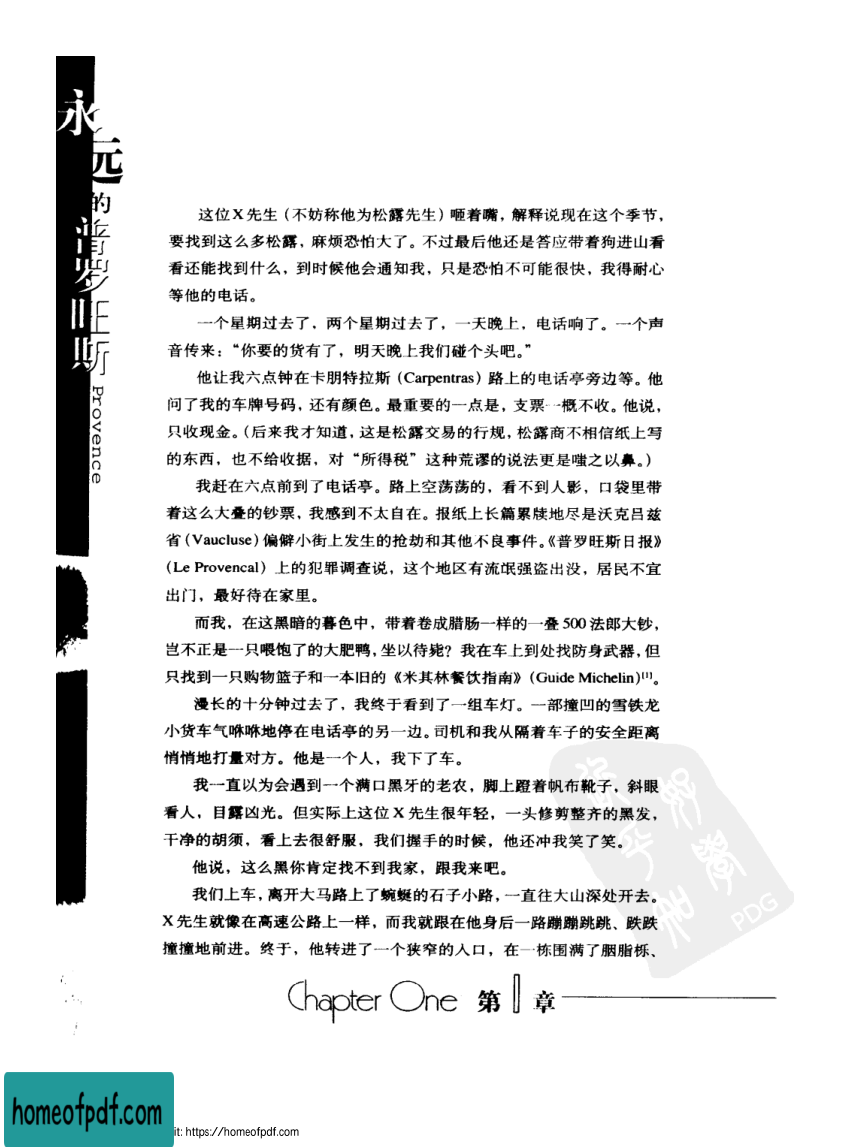 永远的普罗旺斯
Provence
这位X先生（不妨称他为松露先生）咂着嘴，解释说现在这个季节，
要找到这么多松露，麻烦恐怕大了。不过最后他还是答应带着狗进山看
看还能找到什么，到时候他会通知我，只是恐怕不可能很快，我得耐心
等他的电话。
一个星期过去了，两个星期过去了，一天晚上，电话响了。一个声
音传来：“你要的货有了，明天晚上我们碰个头吧。”
他让我六点钟在卡朋特拉斯（Carpentras）路上的电话亭旁边等。他
问了我的车牌号码，还有颜色。最重要的一点是，支票一概不收。他说，
只收现金。（后来我才知道，这是松露交易的行规，松露商不相信纸上写
的东西，也不给收据，对“所得税”这种荒谬的说法更是嗤之以鼻。）
我赶在六点前到了电话亭。路上空荡荡的，看不到人影，口袋里带
着这么大叠的钞票，我感到不太自在。报纸上长篇累牍地尽是沃克吕兹
省（Vaucluse）偏僻小街上发生的抢劫和其他不良事件。《普罗旺斯日报》
（Le Provencal）上的犯罪调查说，这个地区有流氓强盗出没，居民不宜
出门，最好待在家里。
而我，在这黑暗的暮色中，带着卷成腊肠一样的一叠500法郎大钞，
岂不正是一只喂饱了的大肥鸭，坐以待毙？我在车上到处找防身武器，但
只找到一只购物篮子和一本旧的《米其林餐饮指南》（Guide Michelin）[1]。
漫长的十分钟过去了，我终于看到了一组车灯。一部撞凹的雪铁龙
小货车气咻咻地停在电话亭的另一边。司机和我从隔着车子的安全距离
悄悄地打量对方。他是一个人，我下了车。
我一直以为会遇到一个满口黑牙的老农，脚上蹬着帆布靴子，斜眼
看人，目露凶光。但实际上这位X先生很年轻，一头修剪整齐的黑发，
干净的胡须，看上去很舒服，我们握手的时候，他还冲我笑了笑。
他说，这么黑你肯定找不到我家，跟我来吧。
我们上车，离开大马路上了蜿蜒的石子小路，一直往大山深处开去。
X先生就像在高速公路上一样，而我就跟在他身后一路蹦蹦跳跳、跌跌
撞撞地前进。终于，他转进了一个狭窄的入口，在一栋围满了胭脂栎、
PDG
Chapter One 第1章
homeofpdf.com
it: https://homeofpdf.com